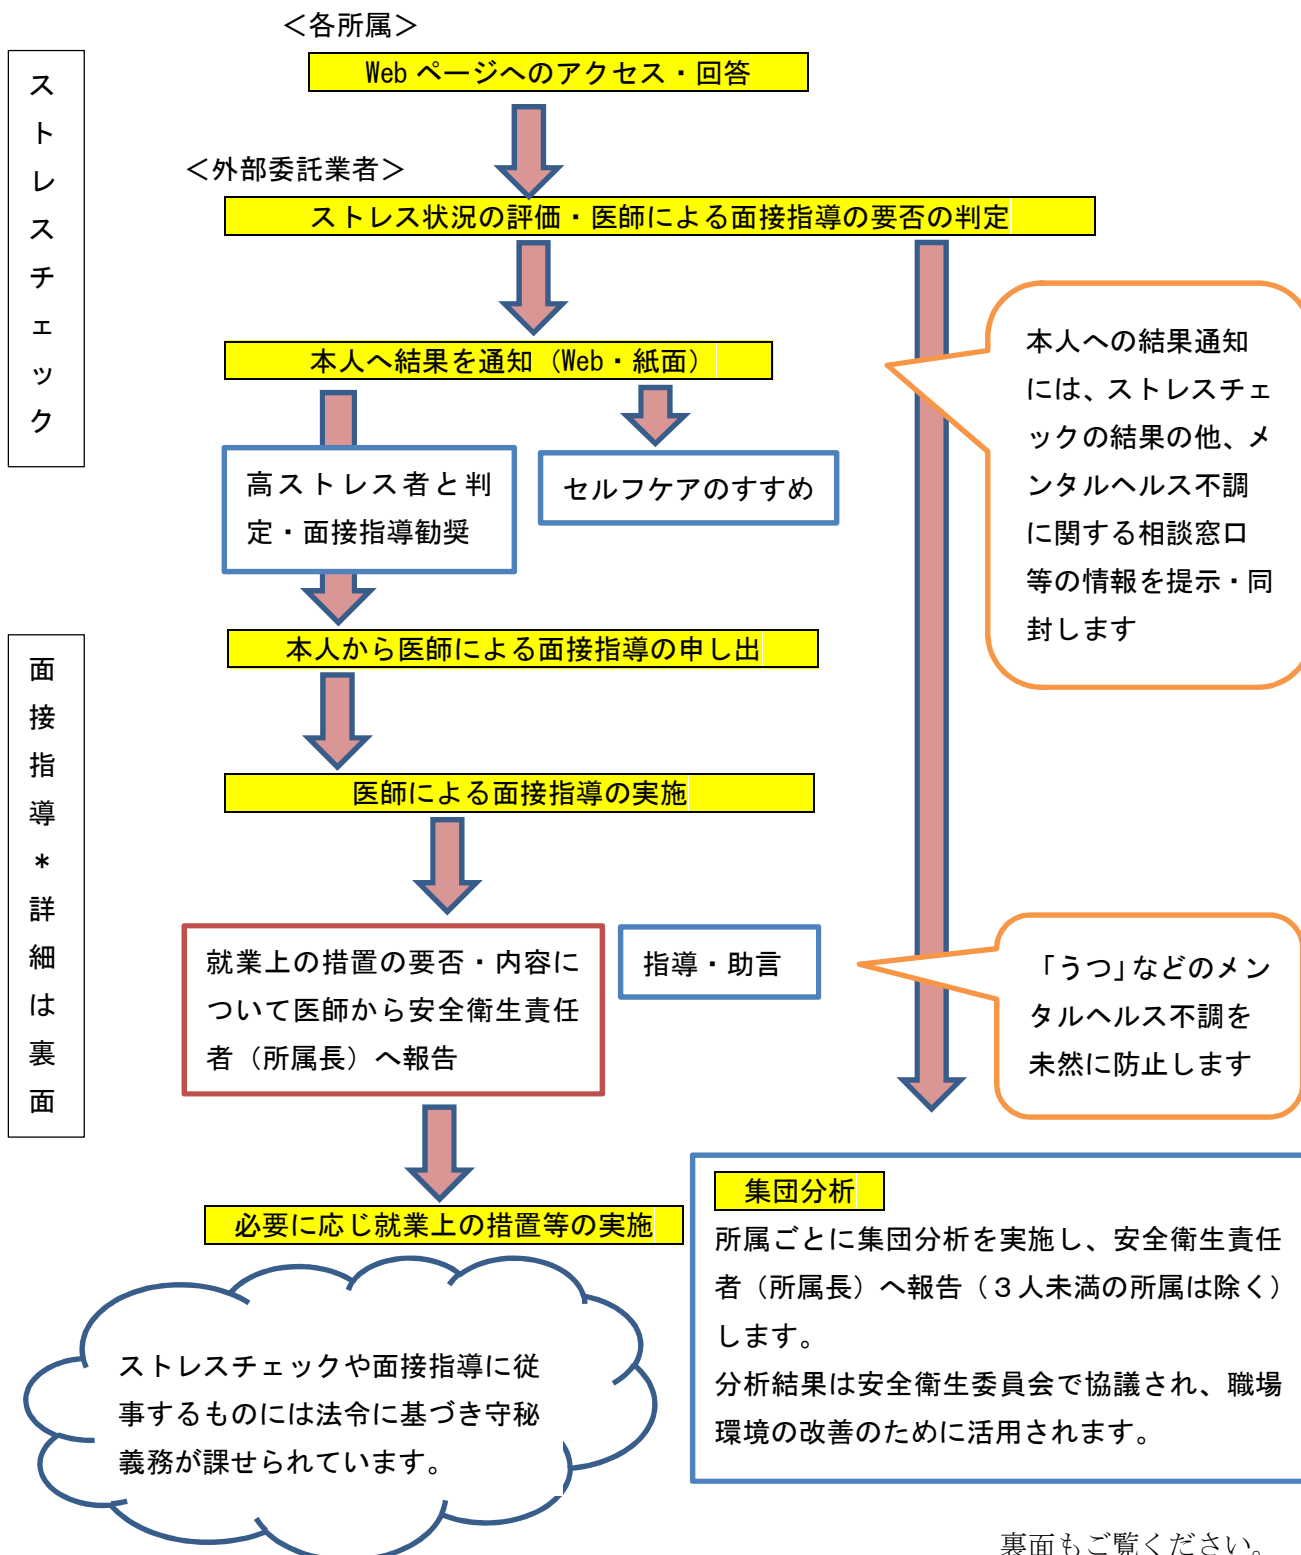 ＜各所属＞
Web ページへのアクセス・回答
ストレスチェック
＜外部委託業者＞
ストレス状況の評価・医師による面接指導の要否の判定
本人へ結果を通知（Web・紙面）
本人への結果通知
には、ストレスチェ
ックの結果の他、メ
ンタルヘルス不調
に関する相談窓口
等の情報を提示・同
封します
高ストレス者と判
定・面接指導勧奨
セルフケアのすすめ
面接指導＊詳細は裏面
本人から医師による面接指導の申し出
医師による面接指導の実施
就業上の措置の要否・内容に
ついて医師から安全衛生責任
者（所属長）へ報告
指導・助言
「うつ」などのメン
タルヘルス不調を
未然に防止します
必要に応じ就業上の措置等の実施
集団分析
所属ごとに集団分析を実施し、安全衛生責任
者（所属長）へ報告（３人未満の所属は除く）
します。
分析結果は安全衛生委員会で協議され、職場
環境の改善のために活用されます。
ストレスチェックや面接指導に従
事するものには法令に基づき守秘
義務が課せられています。
裏面もご覧ください。